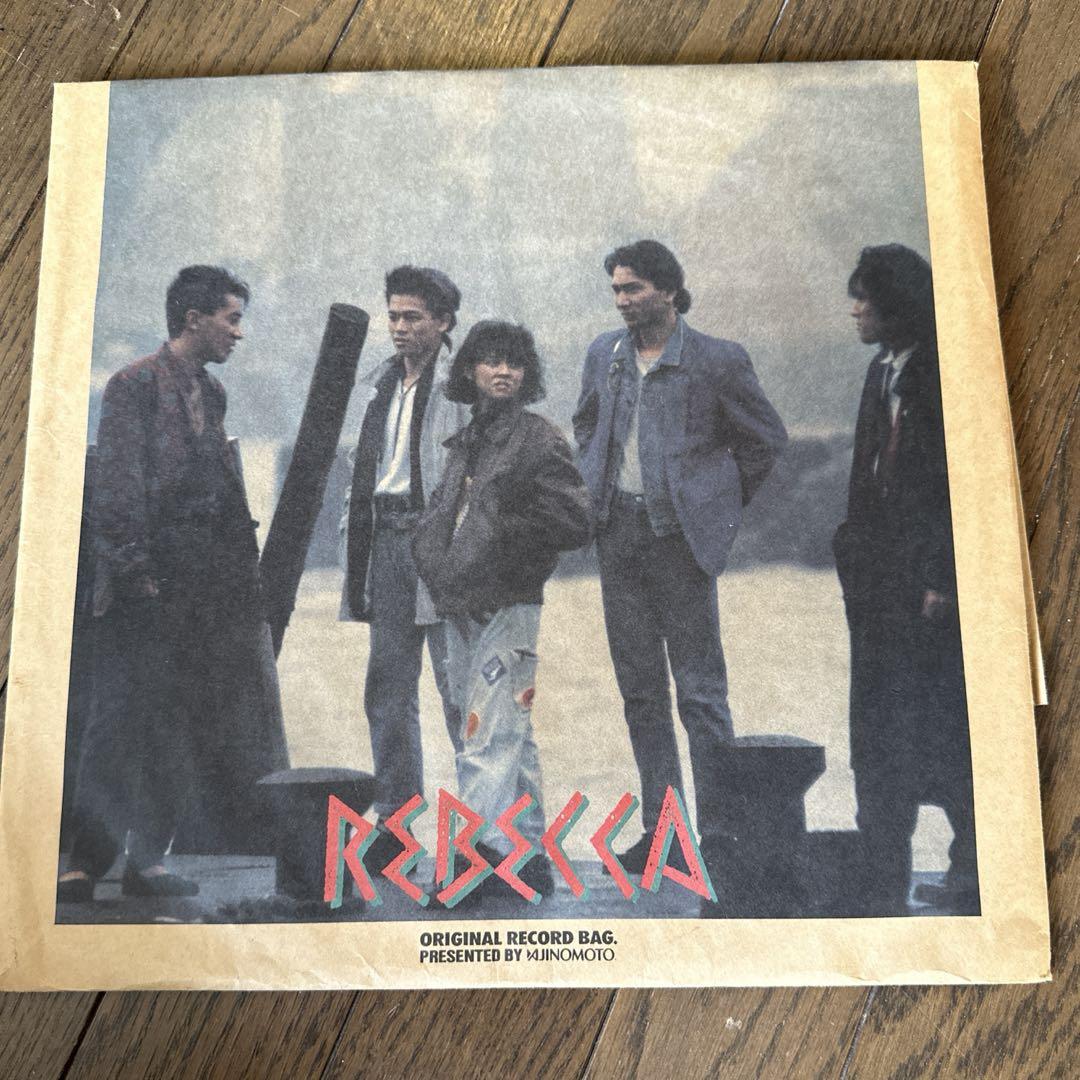 REBECCA
ORIGINAL RECORD BAG.
PRESENTED BY AJINOMOTO